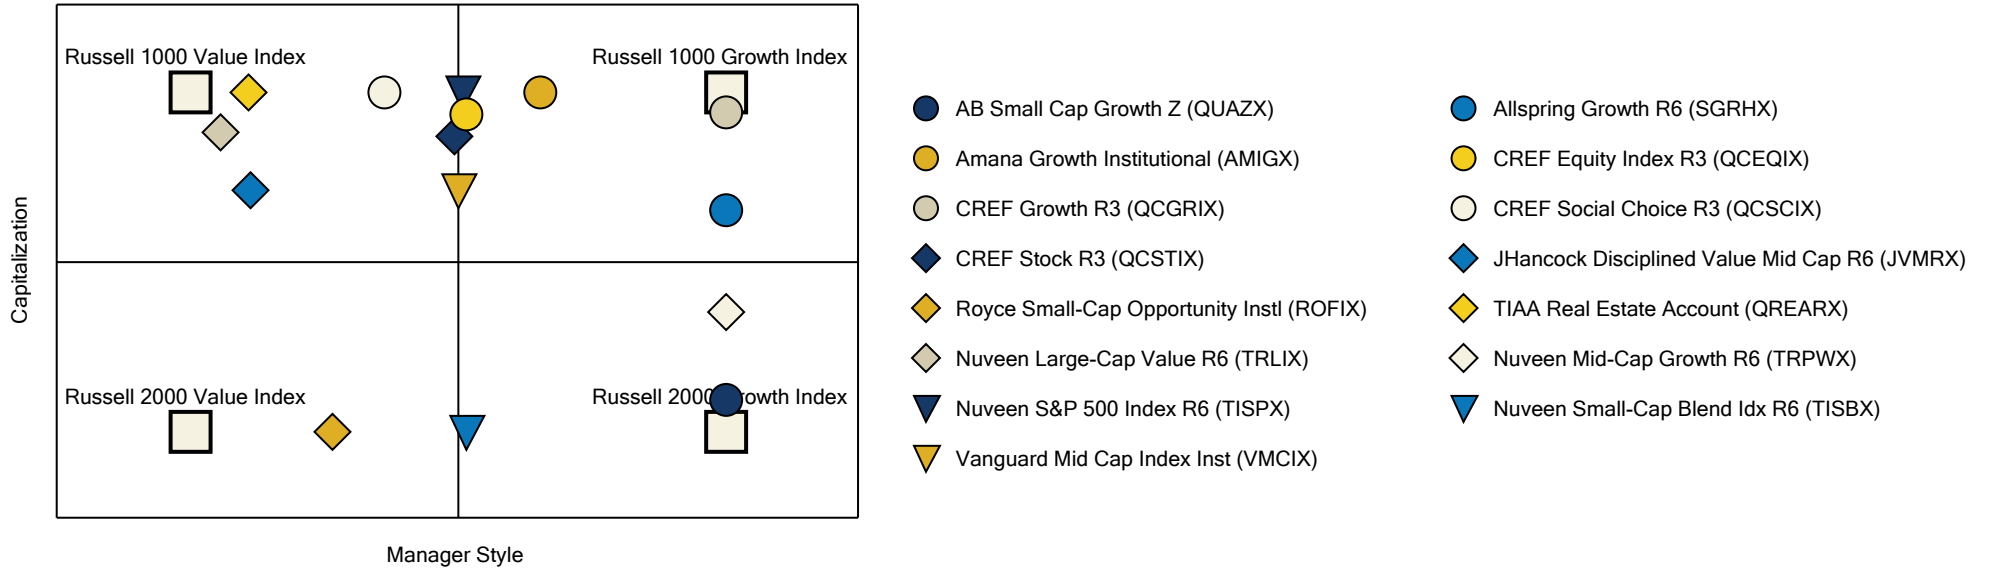 Russell 1000 Value Index
Russell 1000 Growth Index
Capitalization
Russell 2000 Value Index
Russell 2000 Growth Index
Manager Style
AB Small Cap Growth Z (QUAZX)
Allspring Growth R6 (SGRHX)
Amana Growth Institutional (AMIGX)
CREF Equity Index R3 (QCEQIX)
CREF Growth R3 (QCGRIX)
CREF Social Choice R3 (QCSCIX)
CREF Stock R3 (QCSTIX)
JHancock Disciplined Value Mid Cap R6 (JVMRX)
Royce Small-Cap Opportunity Instl (ROFIX)
TIAA Real Estate Account (QREARX)
Nuveen Large-Cap Value R6 (TRLIX)
Nuveen Mid-Cap Growth R6 (TRPWX)
Nuveen S&P 500 Index R6 (TISPX)
Nuveen Small-Cap Blend Idx R6 (TISBX)
Vanguard Mid Cap Index Inst (VMCIX)